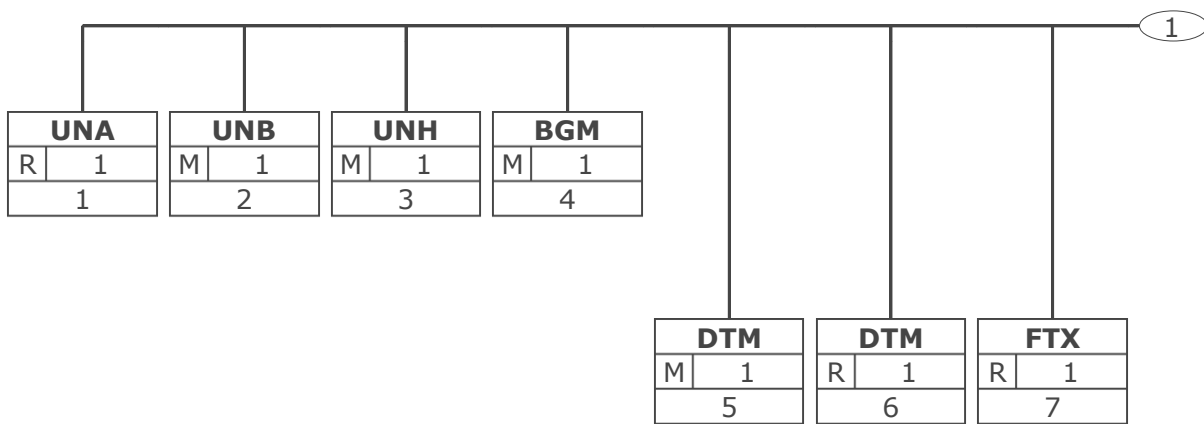 1
UNA UNB UNH BGM
R 1 M 1 M 1 M 1
1 2 3 4
DTM DTM FTX
M 1 R 1 R 1
5 6 7